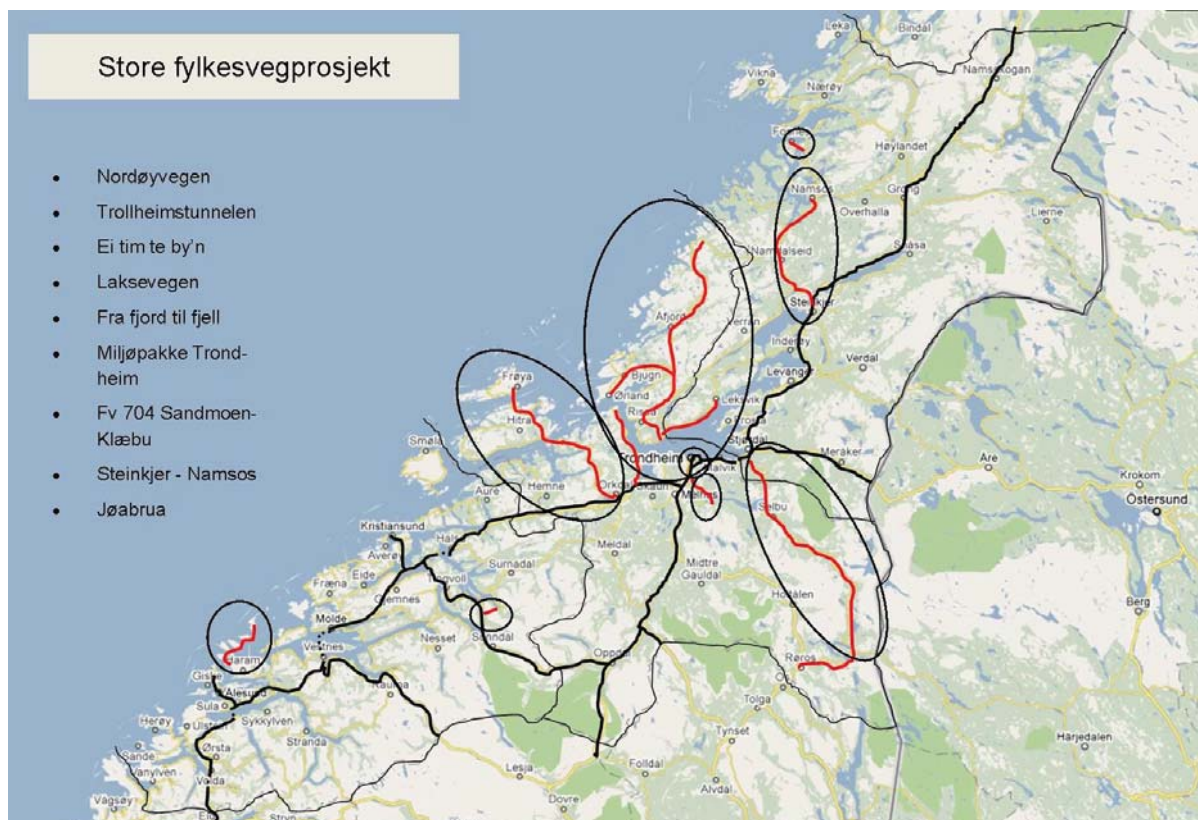 Store fylkesvegprosjekt
• Nordøyvegen
• Trollheimstunnelen
• Ei tim te by'n
• Laksevegen
• Fra fjord til fjell
• Miljøpakke Trond-
heim
• Fv 704 Sandmoen-
Klæbu
• Steinkjer - Namsos
• Jøabrua
Leka
Bindal
Vikna
Namsskogan
Nærøy
Høylandet
Namsos
Grong
Overhalla
Lierne
Namdalseid
Snåsa
Steinkjer
Åfjord
Verran
Inderøy
Verdal
Levanger
Bjugn
Frøya
Ørland
Leksvik
Hitra
Rissa
Frosta
Smøla
Stjørdal
Meråker
Åre
Trondheim
Malvik
Krokom
Hemne
Orkdal
Skaun
Melhus
Aure
Östersund
Selbu
Kristiansund
Averøy
Halsa
Meldal
Surnadal
Midtre
Gauldal
Eide
Tingvoll
Fræna
Gjemnes
Holtålen
Berg
Molde
Nesset
Sunndal
Vestnes
Haram
Oppdal
Røros
Giske
Ålesund
Rauma
Os
Sula
Tolga
Herøy
Ulstein
Sykkylven
Stranda
Tynset
Ørsta
Härjedalen
Sande
Vanylven
Volda
Lesja
Folldal
Alvdal
Vågsøy
Dovre
Stryn